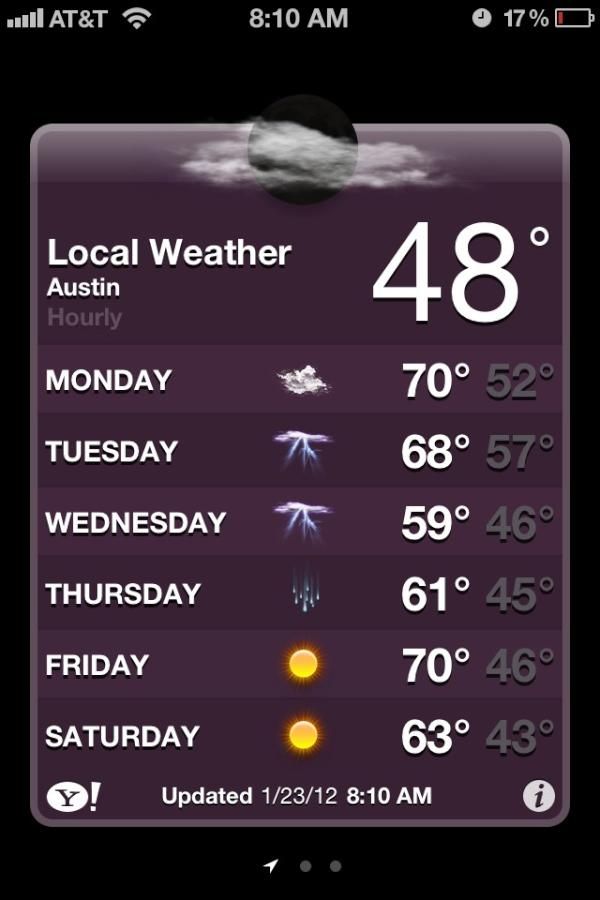 AT&T 8:10 AM 17%
Local Weather
Austin
48°
Hourly
MONDAY 70° 52°
TUESDAY 68° 57°
WEDNESDAY 59° 46°
THURSDAY 61° 45°
FRIDAY 70° 46°
SATURDAY 63° 43°
Y! Updated 1/23/12 8:10 AM i